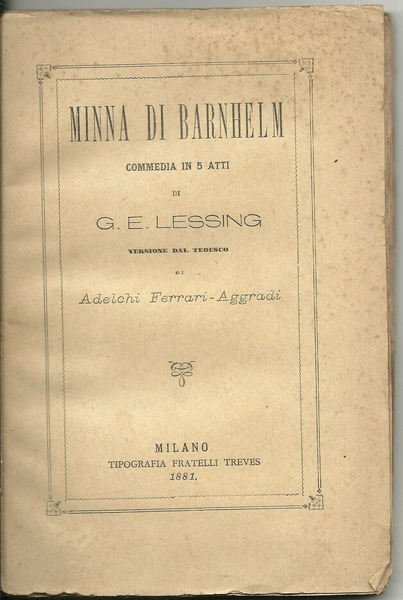 MINNA DI BARNHELM
COMMEDIA IN 5 ATTI
DI
G. E. LESSING
VERSIONE DAL TEDESCO
DI
Adelchi Ferrari-Aggradi
MILANO
TIPOGRAFIA FRATELLI TREVES
1881.